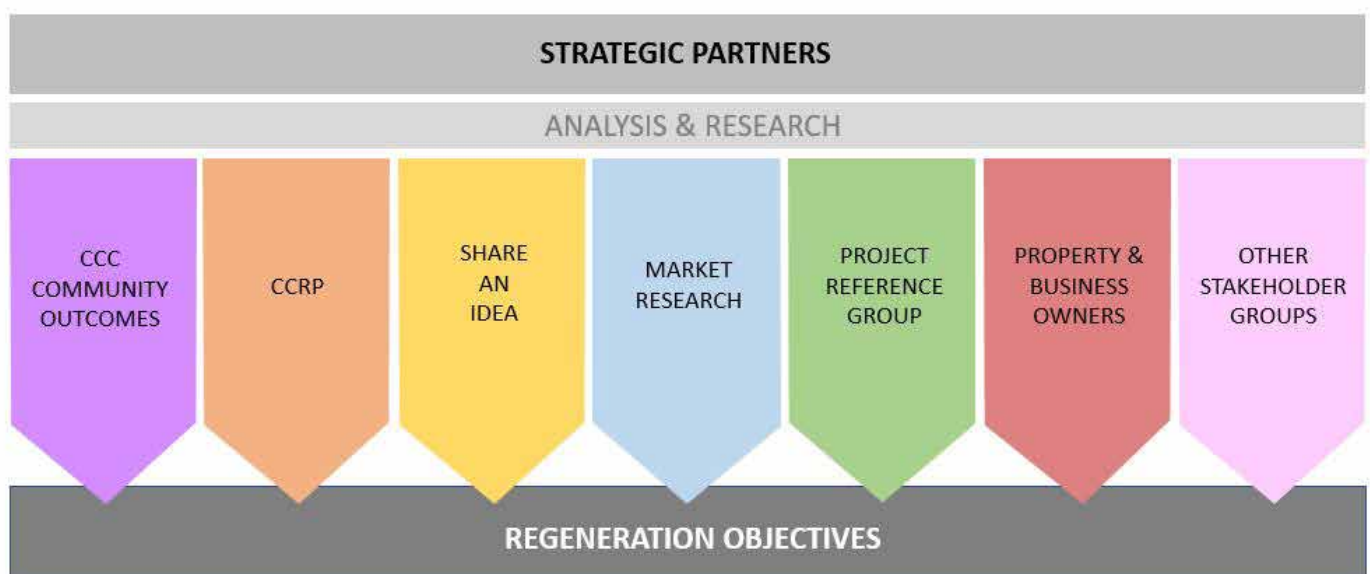 STRATEGIC PARTNERS
ANALYSIS & RESEARCH
CCC
COMMUNITY
OUTCOMES
CCRP
SHARE
AN
IDEA
MARKET
RESEARCH
PROJECT
REFERENCE
GROUP
PROPERTY &
BUSINESS
OWNERS
OTHER
STAKEHOLDER
GROUPS
REGENERATION OBJECTIVES